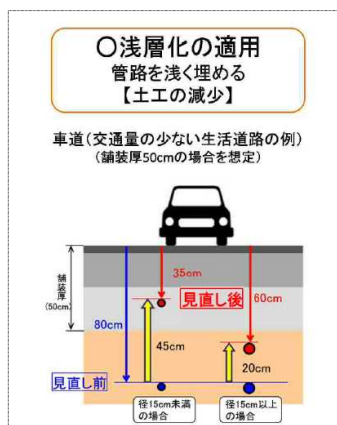 〇浅層化の適用
管路を浅く埋める
【土工の減少】
車道(交通量の少ない生活道路の例)
(舗装厚50cmの場合を想定)
舗装厚
(50cm)
35cm
見直し後
60cm
80cm
45cm
20cm
見直し前
径15cm未満
の場合
径15cm以上
の場合